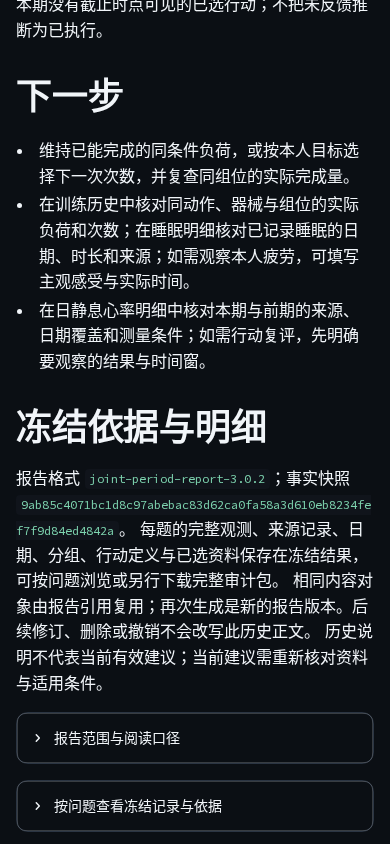 本期没有截止时点可见的已选行动；不把未反馈推
断为已执行。
下一步
• 维持已能完成的同条件负荷，或按本人目标选
择下一次次数，并复查同组位的实际完成量。
• 在训练历史中核对同动作、器械与组位的实际
负荷和次数；在睡眠明细核对已记录睡眠的日
期、时长和来源；如需观察本人疲劳，可填写
主观感受与实际时间。
• 在日静息心率明细中核对本期与前期的来源、
日期覆盖和测量条件；如需行动复评，先明确
要观察的结果与时间窗。
冻结依据与明细
报告格式 joint-period-report-3.0.2；事实快照
9ab85c4071bc1d8c97abebac83d62ca0fa58a3d610eb8234fe
f7f9d84ed4842a。 每题的完整观测、来源记录、日
期、分组、行动定义与已选资料保存在冻结结果，
可按问题浏览或另行下载完整审计包。 相同内容对
象由报告引用复用；再次生成是新的报告版本。后
续修订、删除或撤销不会改写此历史正文。 历史说
明不代表当前有效建议；当前建议需重新核对资料
与适用条件。
报告范围与阅读口径
按问题查看冻结记录与依据